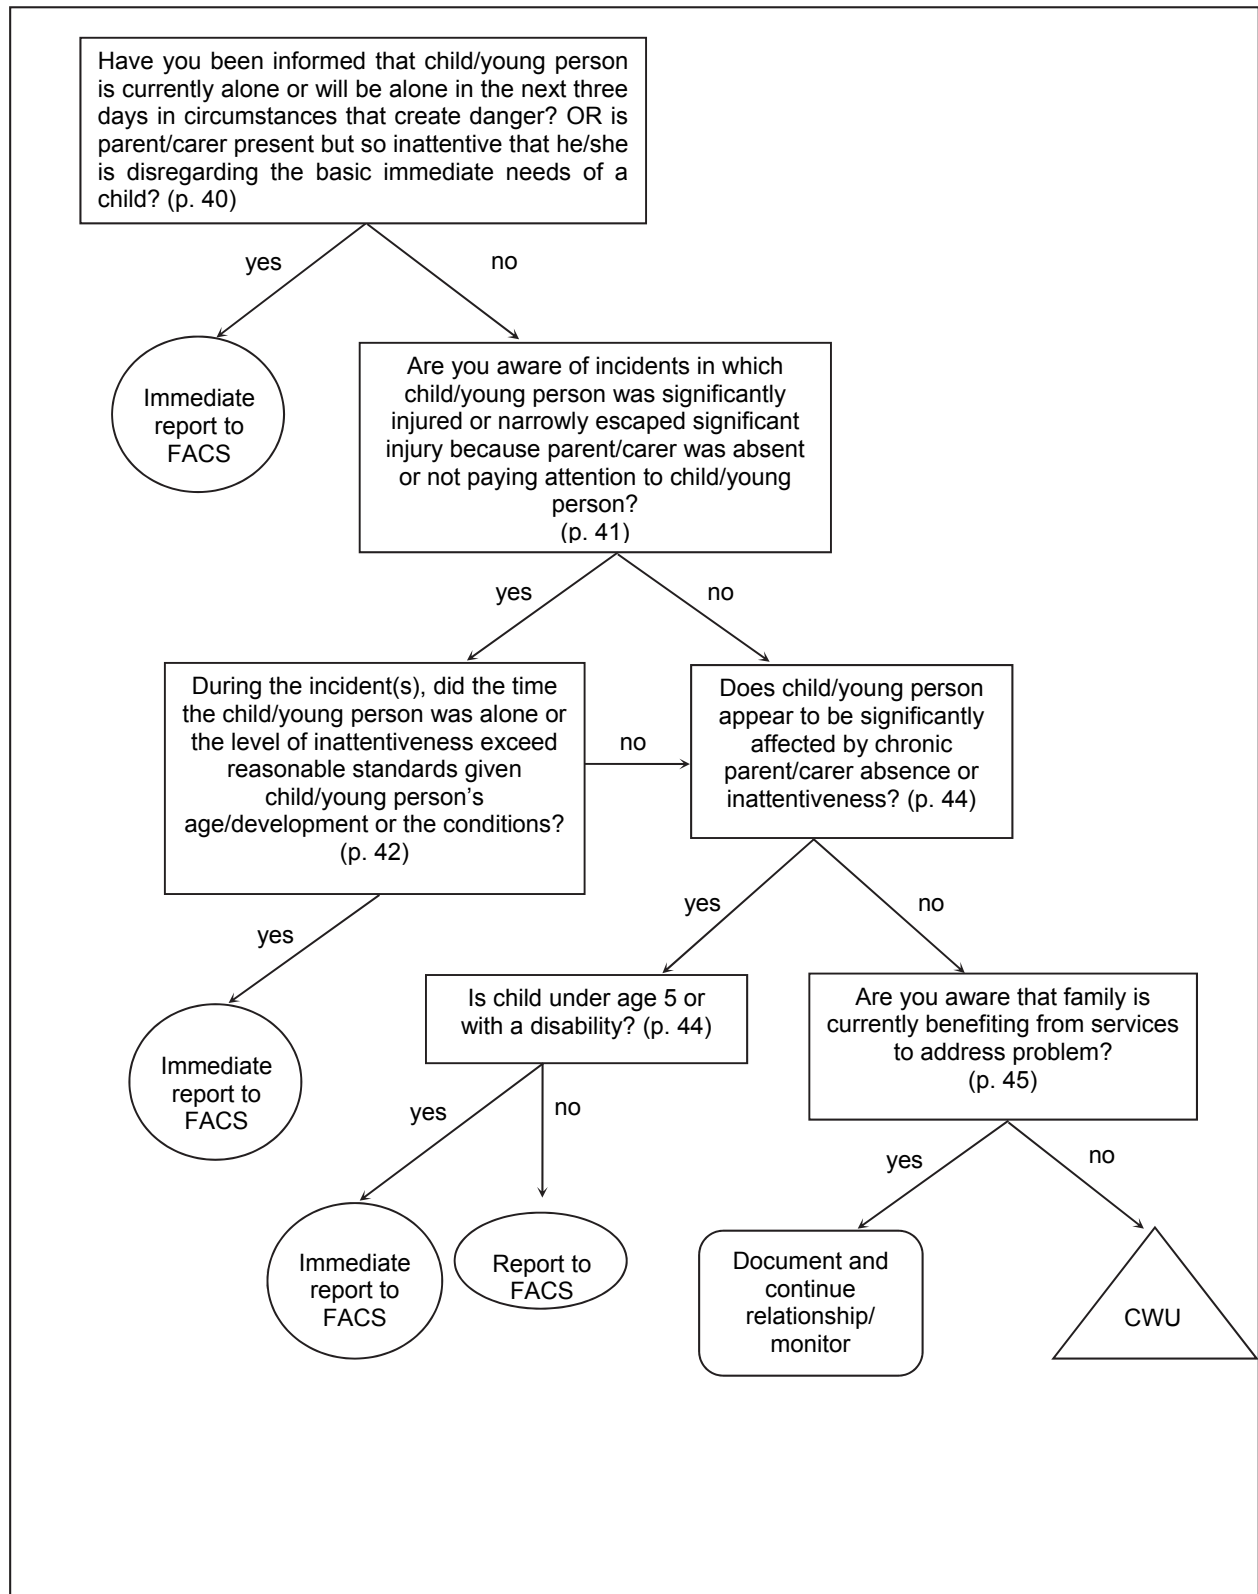 Have you been informed that child/young person
is currently alone or will be alone in the next three
days in circumstances that create danger? OR is
parent/carer present but so inattentive that he/she
is disregarding the basic immediate needs of a
child? (p. 40)
yes
no
Immediate
report to
FACS
Are you aware of incidents in which
child/young person was significantly
injured or narrowly escaped significant
injury because parent/carer was absent
or not paying attention to child/young
person?
(p. 41)
yes
no
During the incident(s), did the time
the child/young person was alone or
the level of inattentiveness exceed
reasonable standards given
child/young person’s
age/development or the conditions?
(p. 42)
no
Does child/young person
appear to be significantly
affected by chronic
parent/carer absence or
inattentiveness? (p. 44)
yes
yes
no
Immediate
report to
FACS
Is child under age 5 or
with a disability? (p. 44)
Are you aware that family is
currently benefiting from services
to address problem?
(p. 45)
yes
no
yes
no
Immediate
report to
FACS
Report to
FACS
Document and
continue
relationship/
monitor
CWU